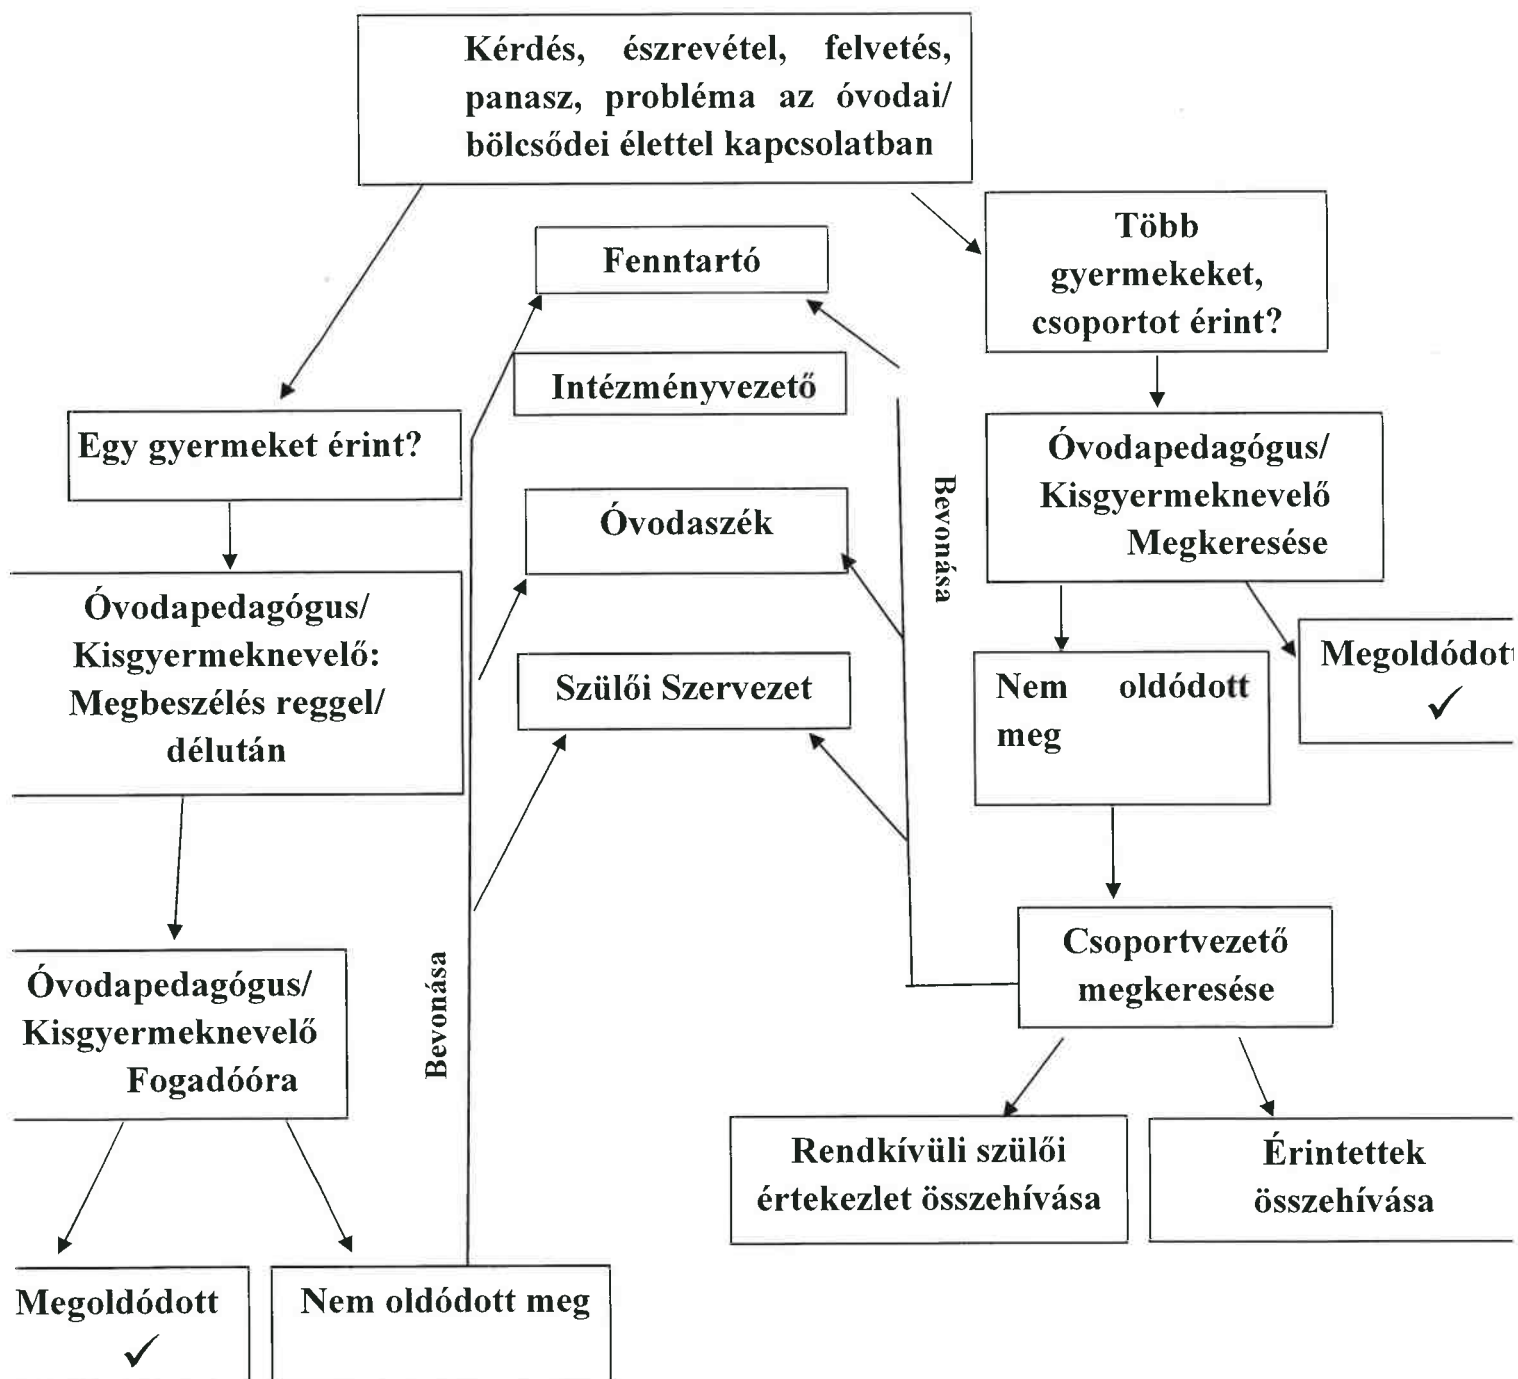 Kérdés, észrevétel, felvetés,
panasz, probléma az óvodai/
bölcsődei élettel kapcsolatban
Fenntartó
Több
gyermekeket,
csoportot érint?
Intézményvezető
Egy gyermeket érint?
Óvodapedagógus/
Kisgyermeknevelő
Megkeresése
Óvodaszék
Bevonása
Óvodapedagógus/
Kisgyermeknevelő:
Megbeszélés reggel/
délután
Szülői Szervezet
Nem oldódott
meg
Megoldódott
✓
Csoportvezető
megkeresése
Óvodapedagógus/
Kisgyermeknevelő
Fogadóóra
Bevonása
Rendkívüli szülői
értekezlet összehívása
Érintettek
összehívása
Megoldódott
✓
Nem oldódott meg